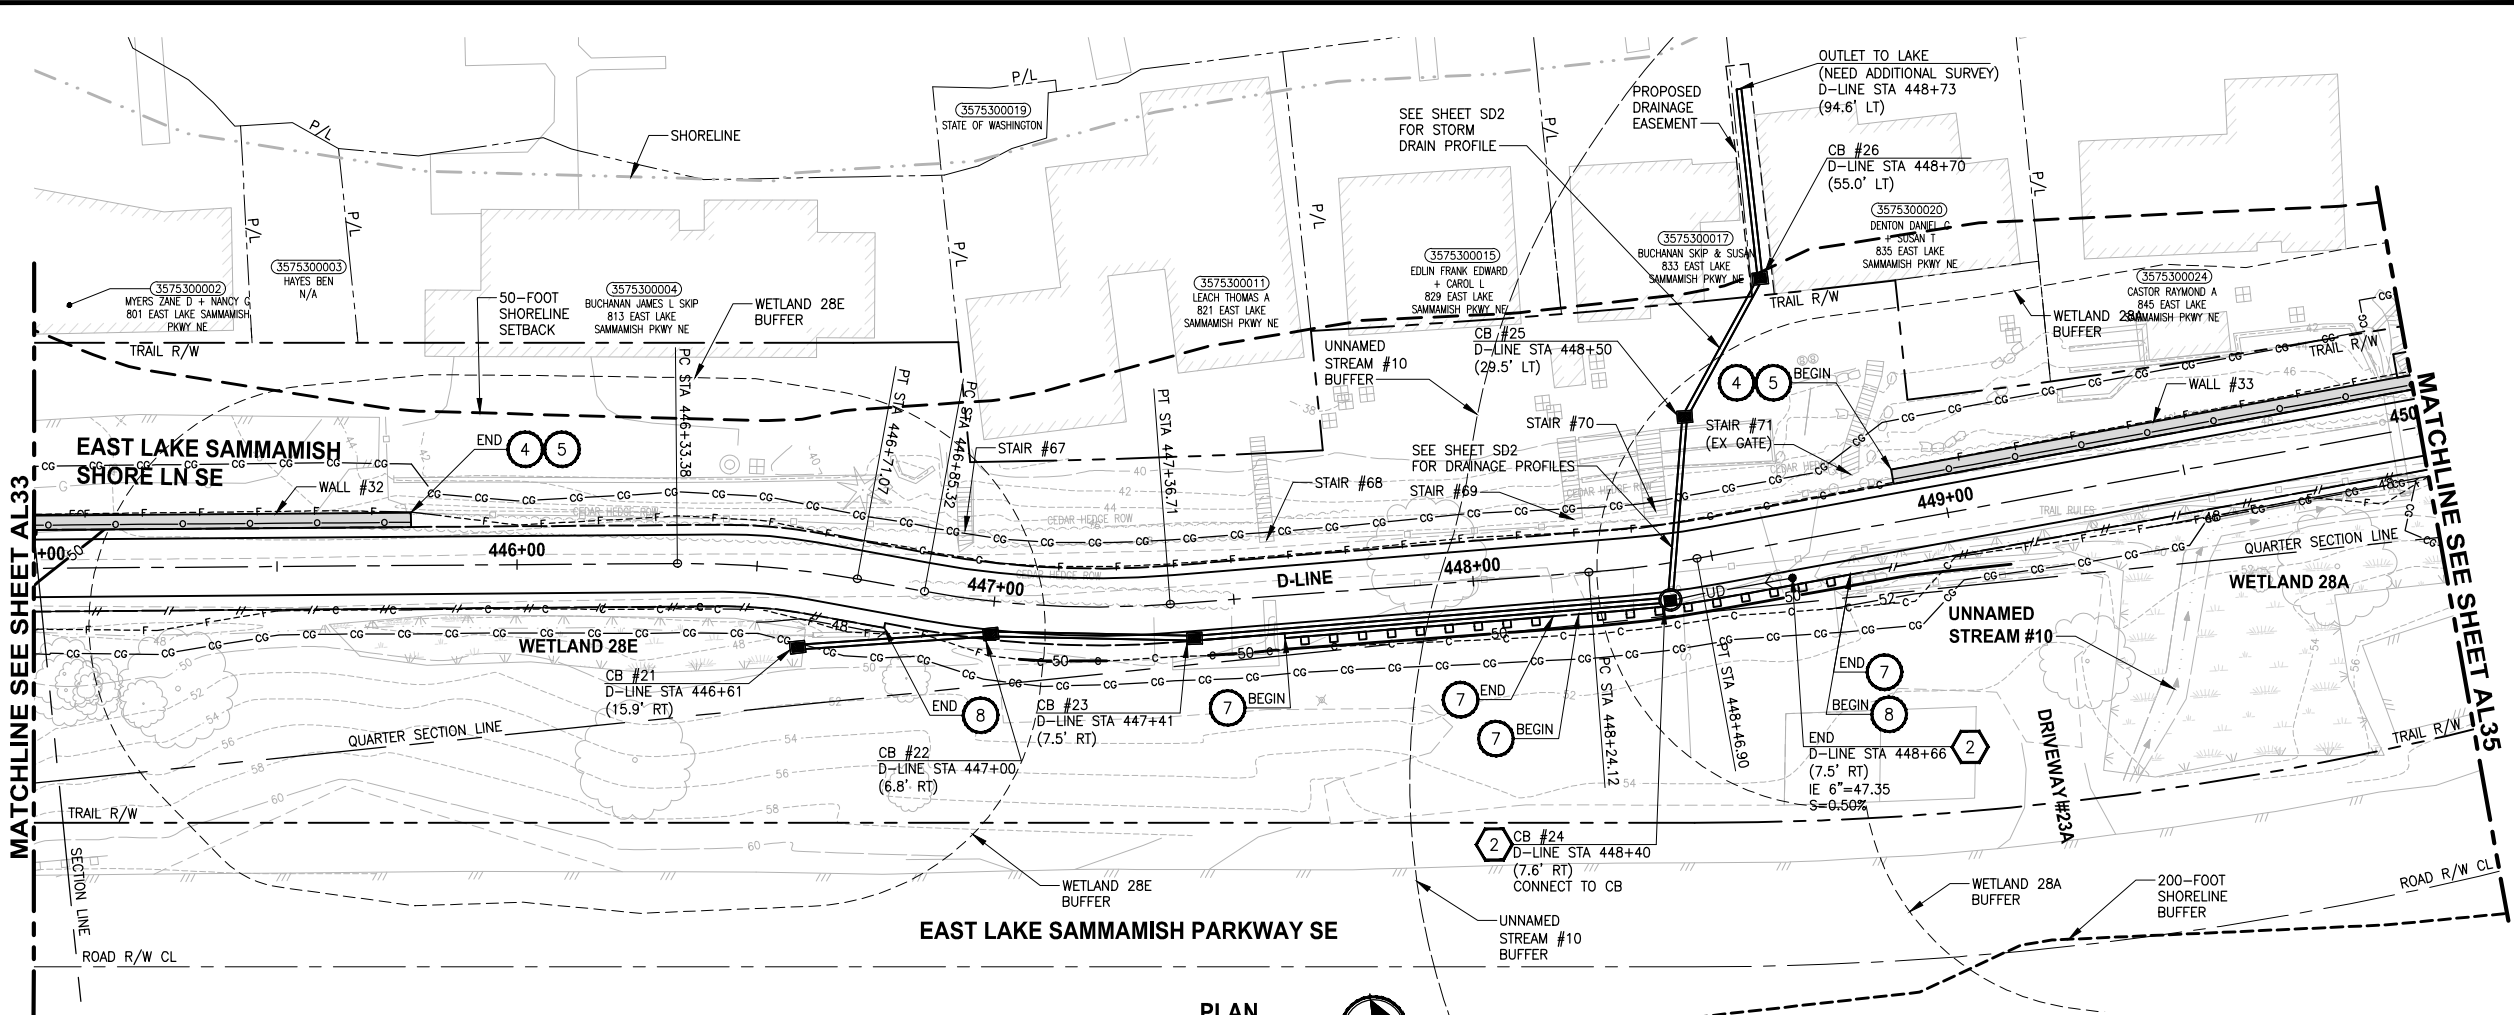 OUTLET TO LAKE
(NEED ADDITIONAL SURVEY)
D-LINE STA 448+73
(94.6' LT)
P/L
3575300019
STATE OF WASHINGTON
PROPOSED
DRAINAGE
EASEMENT
SEE SHEET SD2
FOR STORM
DRAIN PROFILE
P/L
P/L
SHORELINE
CB #26
D-LINE STA 448+70
(55.0' LT)
P/L
P/L
P/L
P/L
P/L
3575300002
MYERS ZANE D + NANCY G
801 EAST LAKE SAMMAMISH
PKWY NE
3575300003
HAYES BEN
N/A
3575300004
BUCHANAN JAMES L SKIP
813 EAST LAKE
SAMMAMISH PKWY NE
3575300011
LEACH THOMAS A
821 EAST LAKE
SAMMAMISH PKWY NE
3575300015
EDLIN FRANK EDWARD
+ CAROL L
829 EAST LAKE
SAMMAMISH PKWY NE
3575300017
BUCHANAN SKIP & SUSAN
833 EAST LAKE
SAMMAMISH PKWY NE
3575300020
DENTON DANIEL G
+ SUSAN T
835 EAST LAKE
SAMMAMISH PKWY NE
3575300024
CASTOR RAYMOND A
845 EAST LAKE
SAMMAMISH PKWY NE
50-FOOT
SHORELINE
SETBACK
WETLAND 28E
BUFFER
TRAIL R/W
TRAIL R/W
WETLAND 28A
BUFFER
TRAIL R/W
UNNAMED
STREAM #10
BUFFER
CB #25
D-LINE STA 448+50
(29.5' LT)
4
5
BEGIN
WALL #33
PC STA 446+33.38
PT STA 446+71.07
PC STA 446+85.32
PT STA 447+36.71
STAIR #70
STAIR #71
(EX GATE)
EAST LAKE SAMMAMISH
SHORE LN SE
END
4
5
STAIR #67
SEE SHEET SD2
FOR DRAINAGE PROFILES
WALL #32
STAIR #68
STAIR #69
CEDAR HEDGE ROW
CEDAR HEDGE ROW
CEDAR HEDGE ROW
CEDAR HEDGE ROW
TRAIL RULES
+00
446+00
447+00
D-LINE
448+00
449+00
450
QUARTER SECTION LINE
WETLAND 28A
UD
UNNAMED
STREAM #10
WETLAND 28E
CB #21
D-LINE STA 446+61
(15.9' RT)
END
8
CB #23
D-LINE STA 447+41
(7.5' RT)
7
BEGIN
7
END
7
BEGIN
END
7
BEGIN
8
PC STA 448+24.12
PT STA 448+46.90
END
D-LINE STA 448+66
(7.5' RT)
IE 6"=47.35
S=0.50%
2
DRIVEWAY #23A
QUARTER SECTION LINE
CB #22
D-LINE STA 447+00
(6.8' RT)
TRAIL R/W
TRAIL R/W
2
CB #24
D-LINE STA 448+40
(7.6' RT)
CONNECT TO CB
SECTION LINE
WETLAND 28E
BUFFER
WETLAND 28A
BUFFER
200-FOOT
SHORELINE
BUFFER
ROAD R/W CL
UNNAMED
STREAM #10
BUFFER
EAST LAKE SAMMAMISH PARKWAY SE
ROAD R/W CL
MATCHLINE SEE SHEET AL33
MATCHLINE SEE SHEET AL35
PLAN